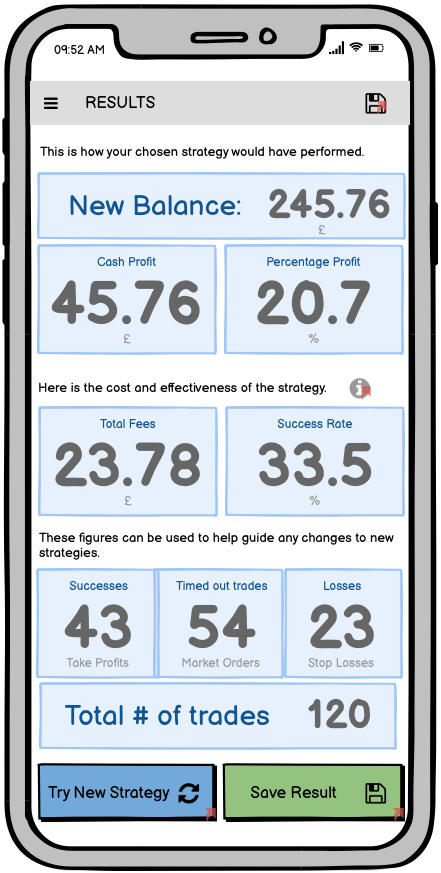 09:52 AM
RESULTS
This is how your chosen strategy would have performed.
New Balance: 245.76
£
Cash Profit Percentage Profit
45.76 20.7
£ %
Here is the cost and effectiveness of the strategy.
Total Fees Success Rate
23.78 33.5
£ %
These figures can be used to help guide any changes to new
strategies.
Successes Timed out trades Losses
43 54 23
Take Profits Market Orders Stop Losses
Total # of trades 120
Try New Strategy Save Result